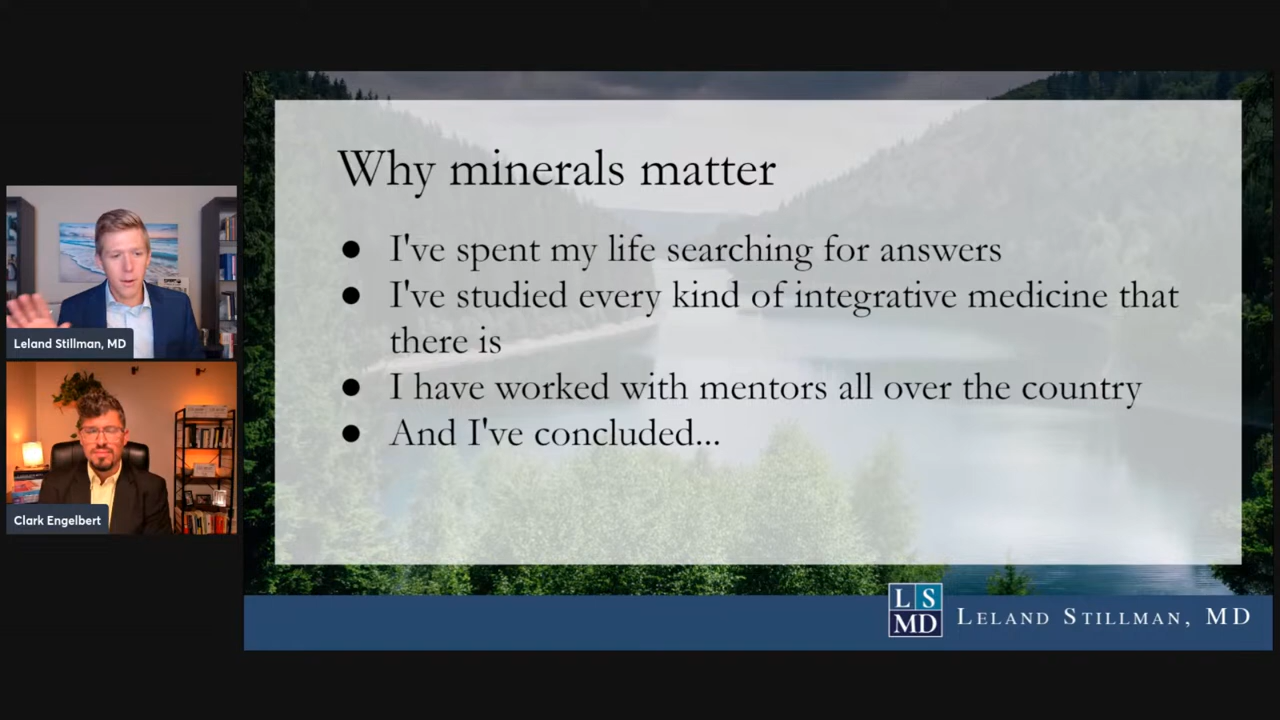 Why minerals matter
● I've spent my life searching for answers
● I've studied every kind of integrative medicine that
there is
● I have worked with mentors all over the country
● And I've concluded...
Leland Stillman, MD
Clark Engelbert
L S
MD
LELAND STILLMAN, MD